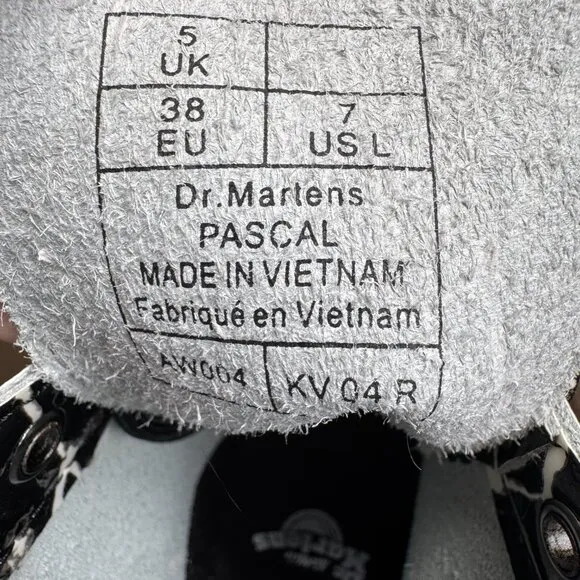 5
UK
38 7
EU US L
Dr.Martens
PASCAL
MADE IN VIETNAM
Fabriqué en Vietnam
AW004 KV 04 R